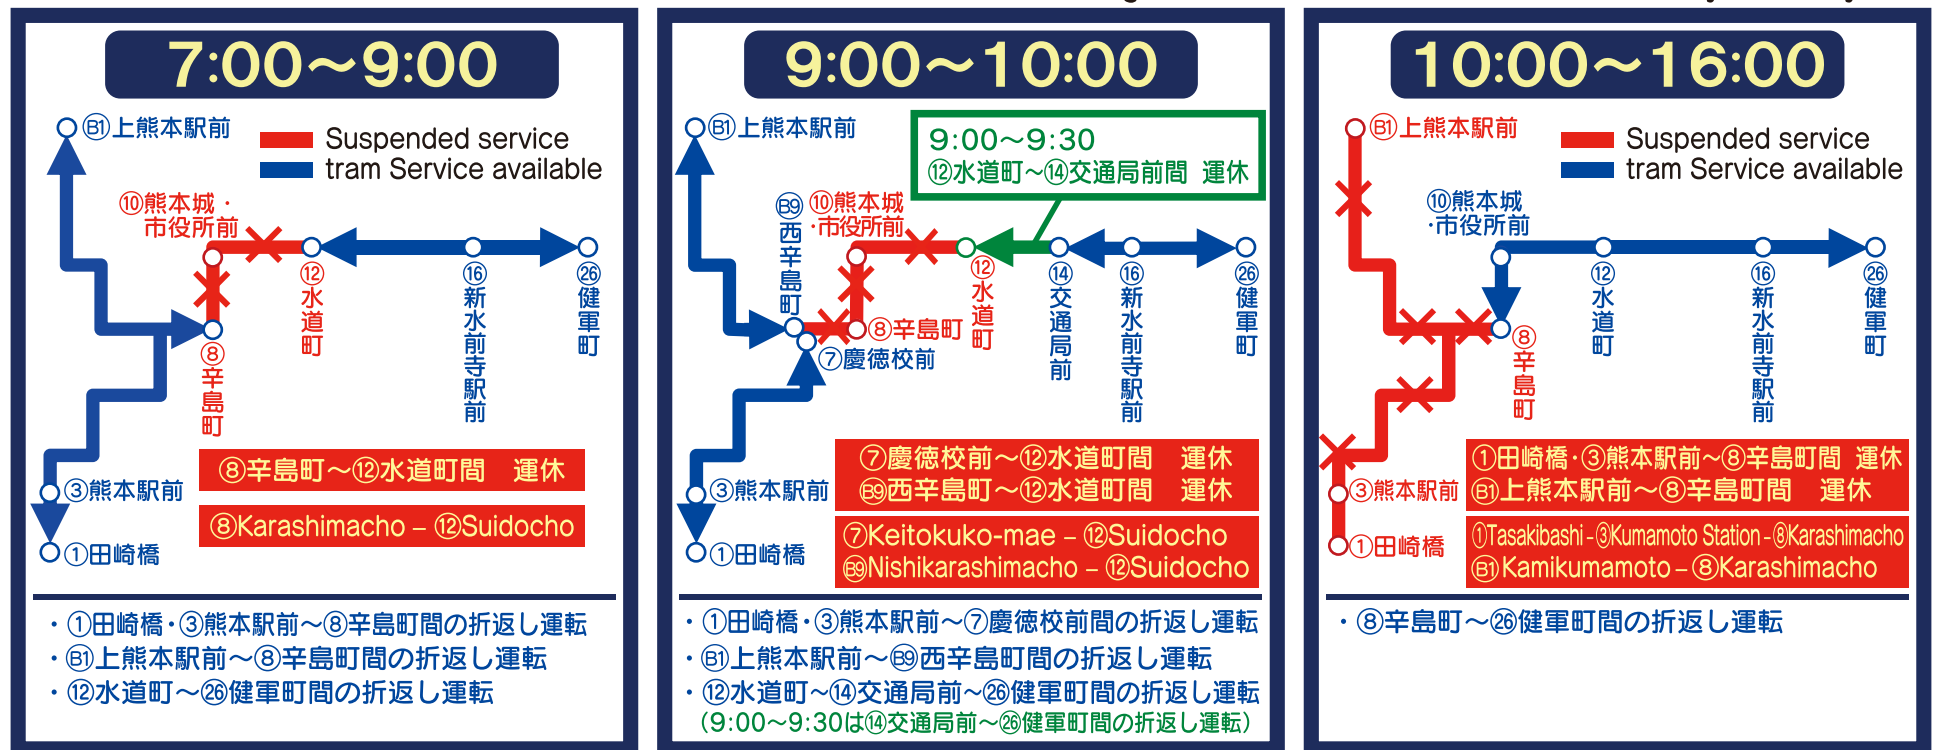 7:00～9:00
Ⓑ1上熊本駅前
Suspended service
tram Service available
⑩熊本城・
市役所前
⑫水道町
⑯新水前寺駅前
㉖健軍町
⑧辛島町
③熊本駅前
①田崎橋
⑧辛島町～⑫水道町間 運休
⑧Karashimacho – ⑫Suidocho
・①田崎橋・③熊本駅前～⑧辛島町間の折返し運転
・B1上熊本駅前～⑧辛島町間の折返し運転
・⑫水道町～㉖健軍町間の折返し運転
9:00～10:00
B1上熊本駅前
9:00～9:30
⑫水道町～⑭交通局前間 運休
B9西辛島町
⑩熊本城
・市役所前
⑫水道町
⑭交通局前
⑯新水前寺駅前
㉖健軍町
⑧辛島町
⑦慶徳校前
③熊本駅前
①田崎橋
⑦慶徳校前～⑫水道町間 運休
B9西辛島町～⑫水道町間 運休
⑦Keitokuko-mae – ⑫Suidocho
B9Nishikarashimacho – ⑫Suidocho
・①田崎橋・③熊本駅前～⑦慶徳校前間の折返し運転
・B1上熊本駅前～B9西辛島町間の折返し運転
・⑫水道町～⑭交通局前～㉖健軍町間の折返し運転
（9:00～9:30は⑭交通局前～㉖健軍町間の折返し運転）
10:00～16:00
B1上熊本駅前
Suspended service
tram Service available
⑩熊本城
・市役所前
⑫水道町
⑯新水前寺駅前
㉖健軍町
⑧辛島町
③熊本駅前
①田崎橋
①田崎橋・③熊本駅前～⑧辛島町間 運休
B1上熊本駅前～⑧辛島町間 運休
①Tasakibashi - ③Kumamoto Station - ⑧Karashimacho
B1Kamikumamoto – ⑧Karashimacho
・⑧辛島町～㉖健軍町間の折返し運転